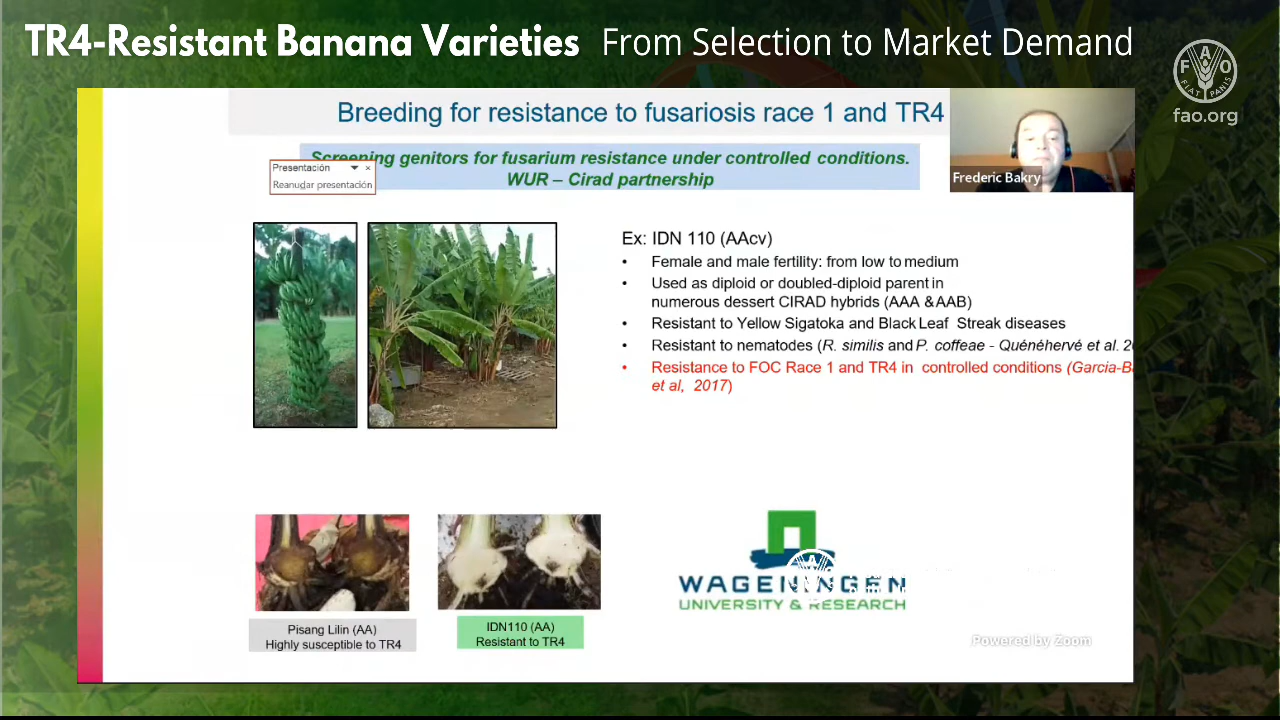 TR4-Resistant Banana Varieties From Selection to Market Demand
FAO
FIAT PANIS
fao.org
Breeding for resistance to fusariosis race 1 and TR4
Screening genitors for fusarium resistance under controlled conditions.
WUR – Cirad partnership
Presentación
Reanudar presentación
Frederic Bakry
Ex: IDN 110 (AAcv)
• Female and male fertility: from low to medium
• Used as diploid or doubled-diploid parent in
numerous dessert CIRAD hybrids (AAA & AAB)
• Resistant to Yellow Sigatoka and Black Leaf Streak diseases
• Resistant to nematodes (R. similis and P. coffeae - Quénéhervé et al.
• Resistance to FOC Race 1 and TR4 in controlled conditions
et al, 2017)
Pisang Lilin (AA)
Highly susceptible to TR4
IDN110 (AA)
Resistant to TR4
WAGENINGEN
UNIVERSITY & RESEARCH
Powered by Zoom